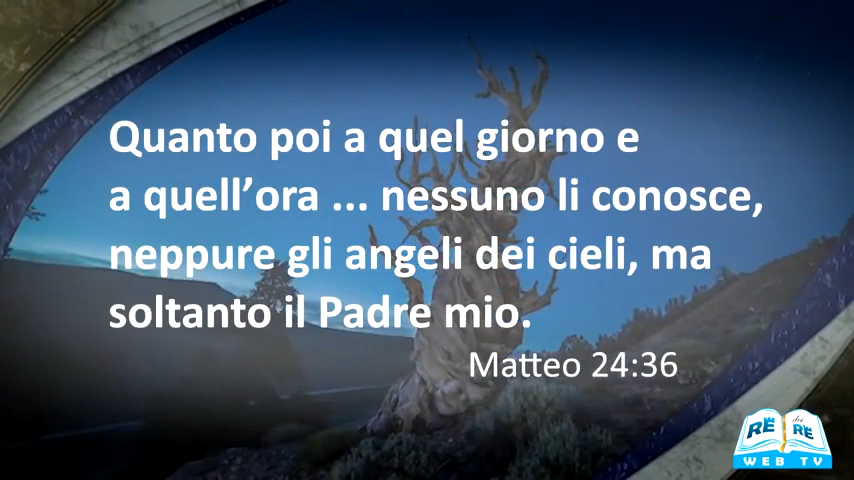 Quanto poi a quel giorno e
a quell’ora ... nessuno li conosce,
neppure gli angeli dei cieli, ma
soltanto il Padre mio.
Matteo 24:36
RE dei RE
WEB TV